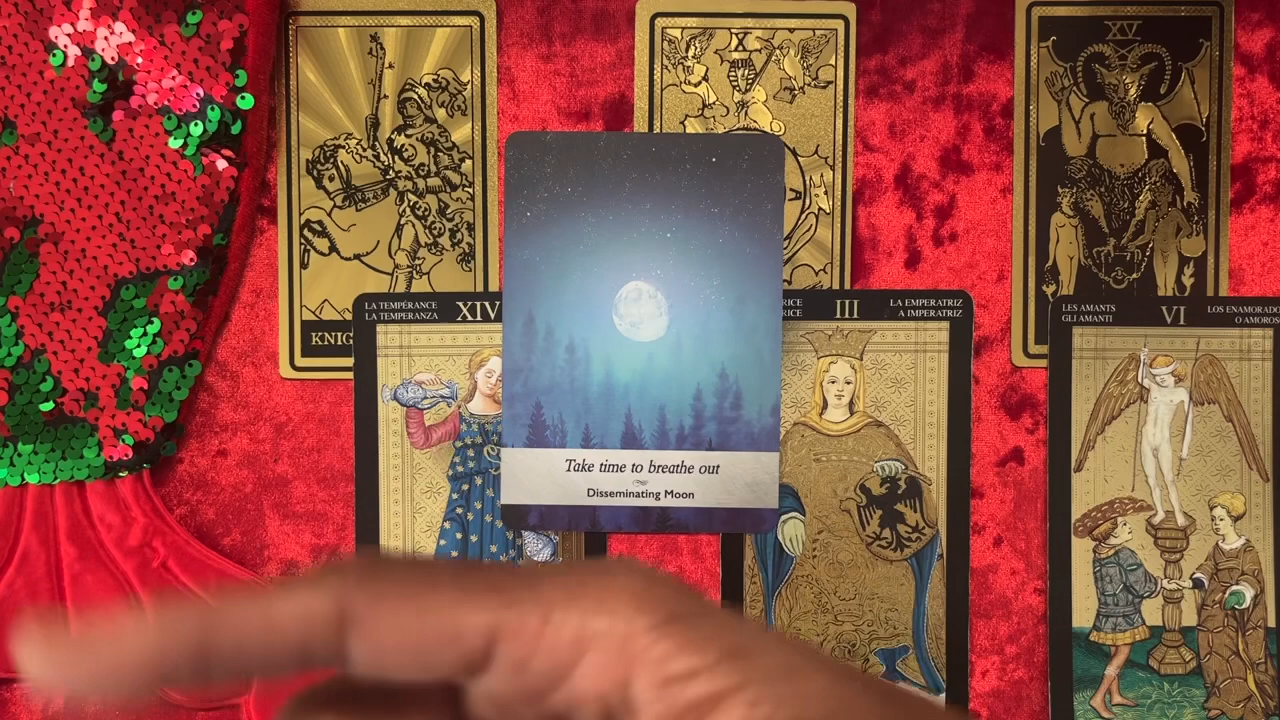 X
XV
KNIG
LA TEMPÉRANCE
LA TEMPERANZA
XIV
RICE
RICE
III
LA EMPERATRIZ
A IMPERATRIZ
LES AMANTS
GLI AMANTI
VI
LOS ENAMORADO
O AMOROS
Take time to breathe out
Disseminating Moon